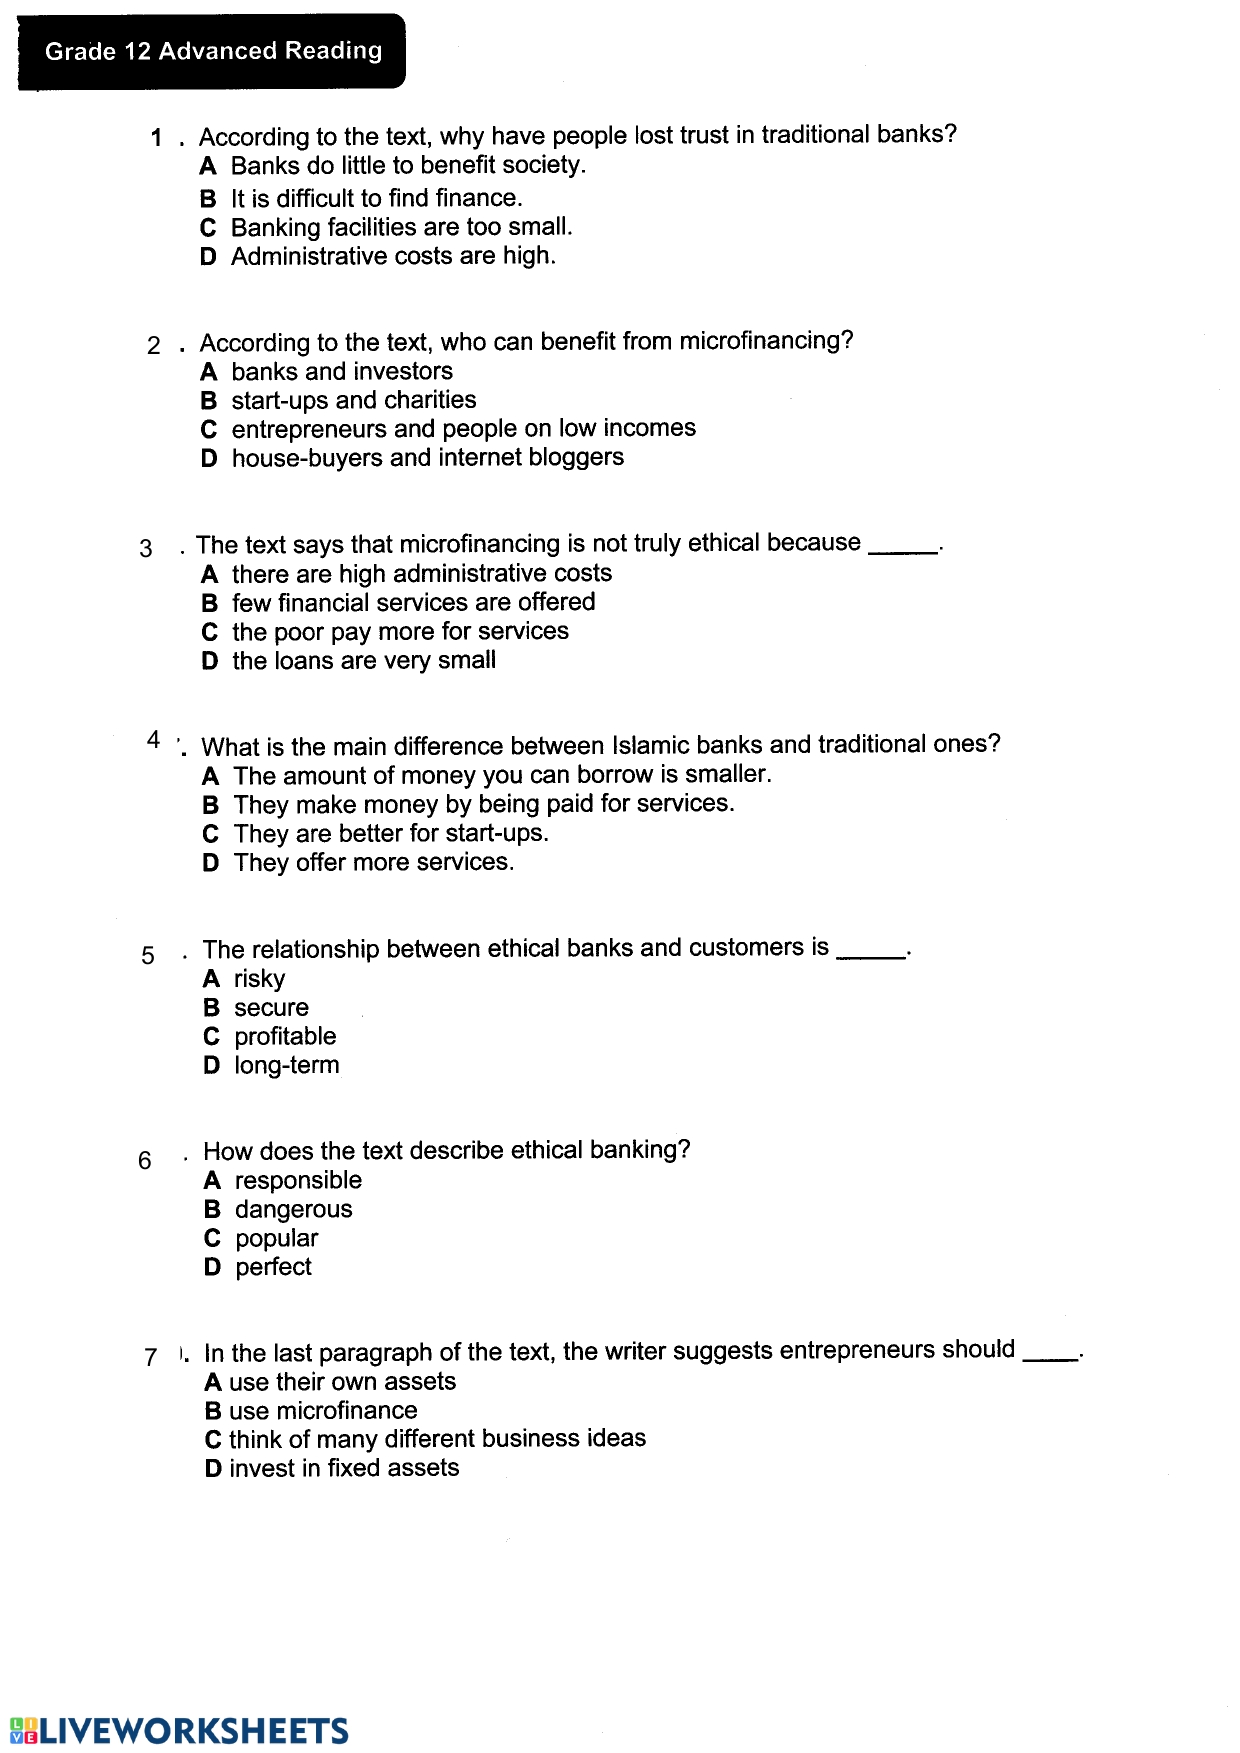 Grade 12 Advanced Reading
1 . According to the text, why have people lost trust in traditional banks?
A Banks do little to benefit society.
B It is difficult to find finance.
C Banking facilities are too small.
D Administrative costs are high.
2 . According to the text, who can benefit from microfinancing?
A banks and investors
B start-ups and charities
C entrepreneurs and people on low incomes
D house-buyers and internet bloggers
3 . The text says that microfinancing is not truly ethical because _____.
A there are high administrative costs
B few financial services are offered
C the poor pay more for services
D the loans are very small
4 . What is the main difference between Islamic banks and traditional ones?
A The amount of money you can borrow is smaller.
B They make money by being paid for services.
C They are better for start-ups.
D They offer more services.
5 . The relationship between ethical banks and customers is _____.
A risky
B secure
C profitable
D long-term
6 . How does the text describe ethical banking?
A responsible
B dangerous
C popular
D perfect
7 . In the last paragraph of the text, the writer suggests entrepreneurs should ____.
A use their own assets
B use microfinance
C think of many different business ideas
D invest in fixed assets
LIVE LIVEWORKSHEETS